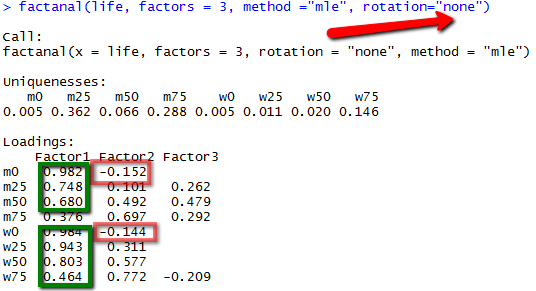 > factanal(life, factors = 3, method ="mle", rotation="none")
Call:
factanal(x = life, factors = 3, rotation = "none", method = "mle")
Uniquenesses:
m0 m25 m50 m75 w0 w25 w50 w75
0.005 0.362 0.066 0.288 0.005 0.011 0.020 0.146
Loadings:
Factor1 Factor2 Factor3
m0 0.982 -0.152
m25 0.748 0.101 0.262
m50 0.680 0.492 0.479
m75 0.376 0.697 0.292
w0 0.984 -0.144
w25 0.943 0.311
w50 0.803 0.577
w75 0.464 0.772 -0.209